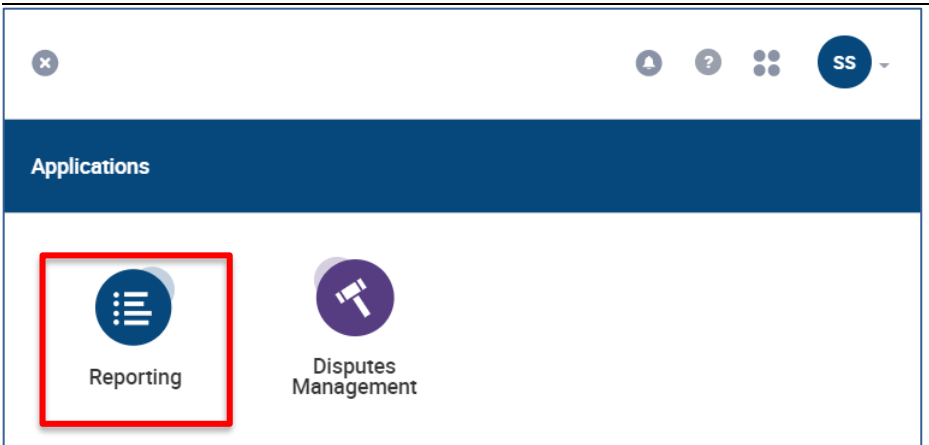 SS
Applications
Reporting
Disputes
Management